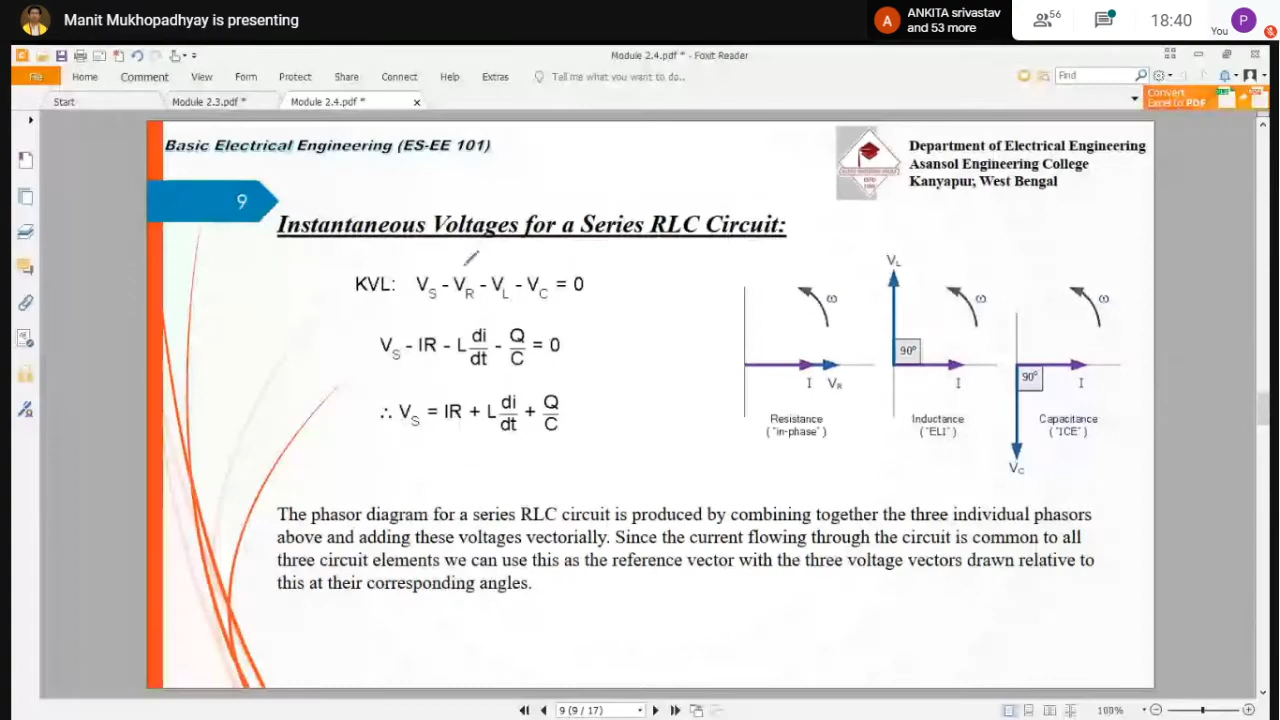 Manit Mukhopadhyay is presenting
A
ANKITA srivastav
and 53 more
56
18:40
You
P
Module 2.4.pdf * - Foxit Reader
File
Home
Comment
View
Form
Protect
Share
Connect
Help
Extras
Tell me what you want to do..
Find
Start
Module 2.3.pdf *
Module 2.4.pdf *
Convert
Excel to PDF
Basic Electrical Engineering (ES-EE 101)
Department of Electrical Engineering
Asansol Engineering College
Kanyapur, West Bengal
9
Instantaneous Voltages for a Series RLC Circuit:
KVL: VS - VR - VL - VC = 0
VS - IR - L di/dt - Q/C = 0
∴ VS = IR + L di/dt + Q/C
ω
I
VR
Resistance
("in-phase")
VL
ω
90°
I
Inductance
("ELI")
ω
90°
I
VC
Capacitance
("ICE")
The phasor diagram for a series RLC circuit is produced by combining together the three individual phasors
above and adding these voltages vectorially. Since the current flowing through the circuit is common to all
three circuit elements we can use this as the reference vector with the three voltage vectors drawn relative to
this at their corresponding angles.
9 (9 / 17)
100%